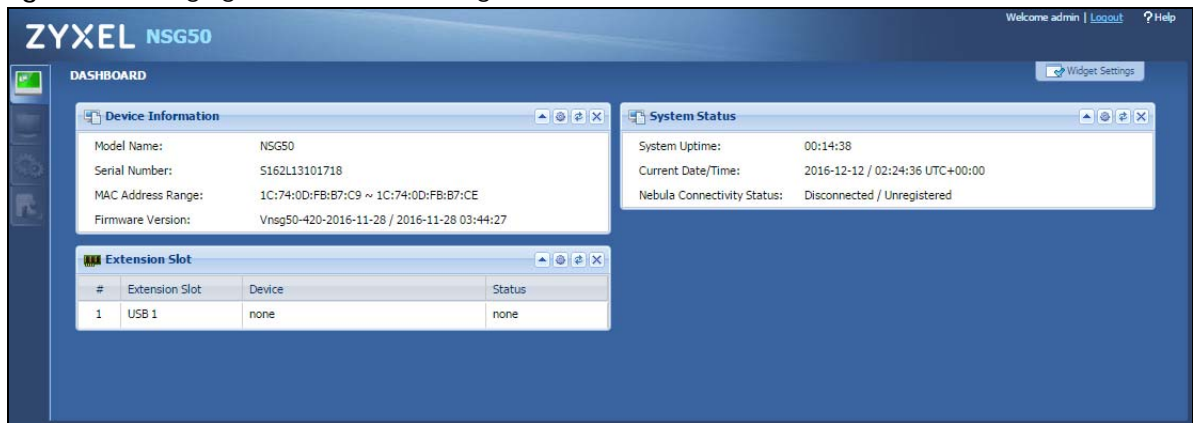 Welcome admin | Logout ? Help
ZYXEL NSG50
DASHBOARD
Widget Settings
Device Information
Model Name: NSG50
Serial Number: S162L13101718
MAC Address Range: 1C:74:0D:FB:B7:C9 ~ 1C:74:0D:FB:B7:CE
Firmware Version: Vnsg50-420-2016-11-28 / 2016-11-28 03:44:27
System Status
System Uptime: 00:14:38
Current Date/Time: 2016-12-12 / 02:24:36 UTC+00:00
Nebula Connectivity Status: Disconnected / Unregistered
Extension Slot
# Extension Slot Device Status
1 USB 1 none none